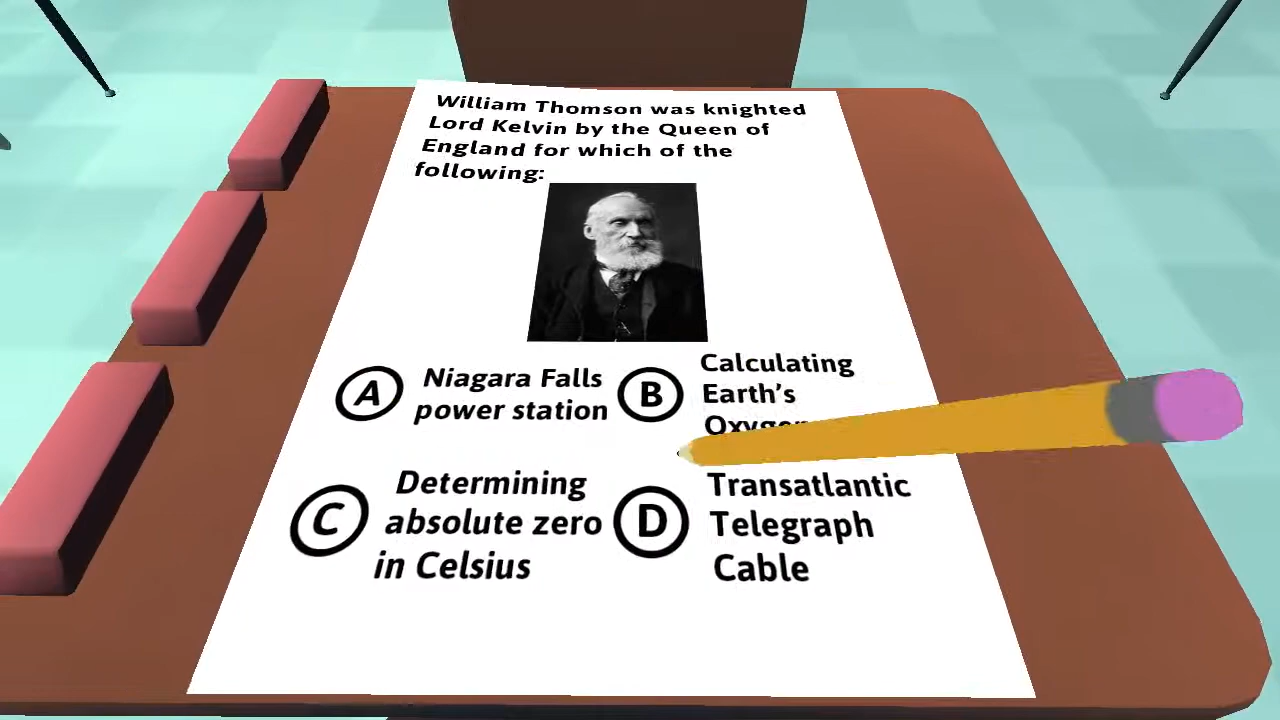 William Thomson was knighted
Lord Kelvin by the Queen of
England for which of the
following:
A
Niagara Falls
power station
B
Calculating
Earth's
C
Determining
absolute zero
in Celsius
D
Transatlantic
Telegraph
Cable